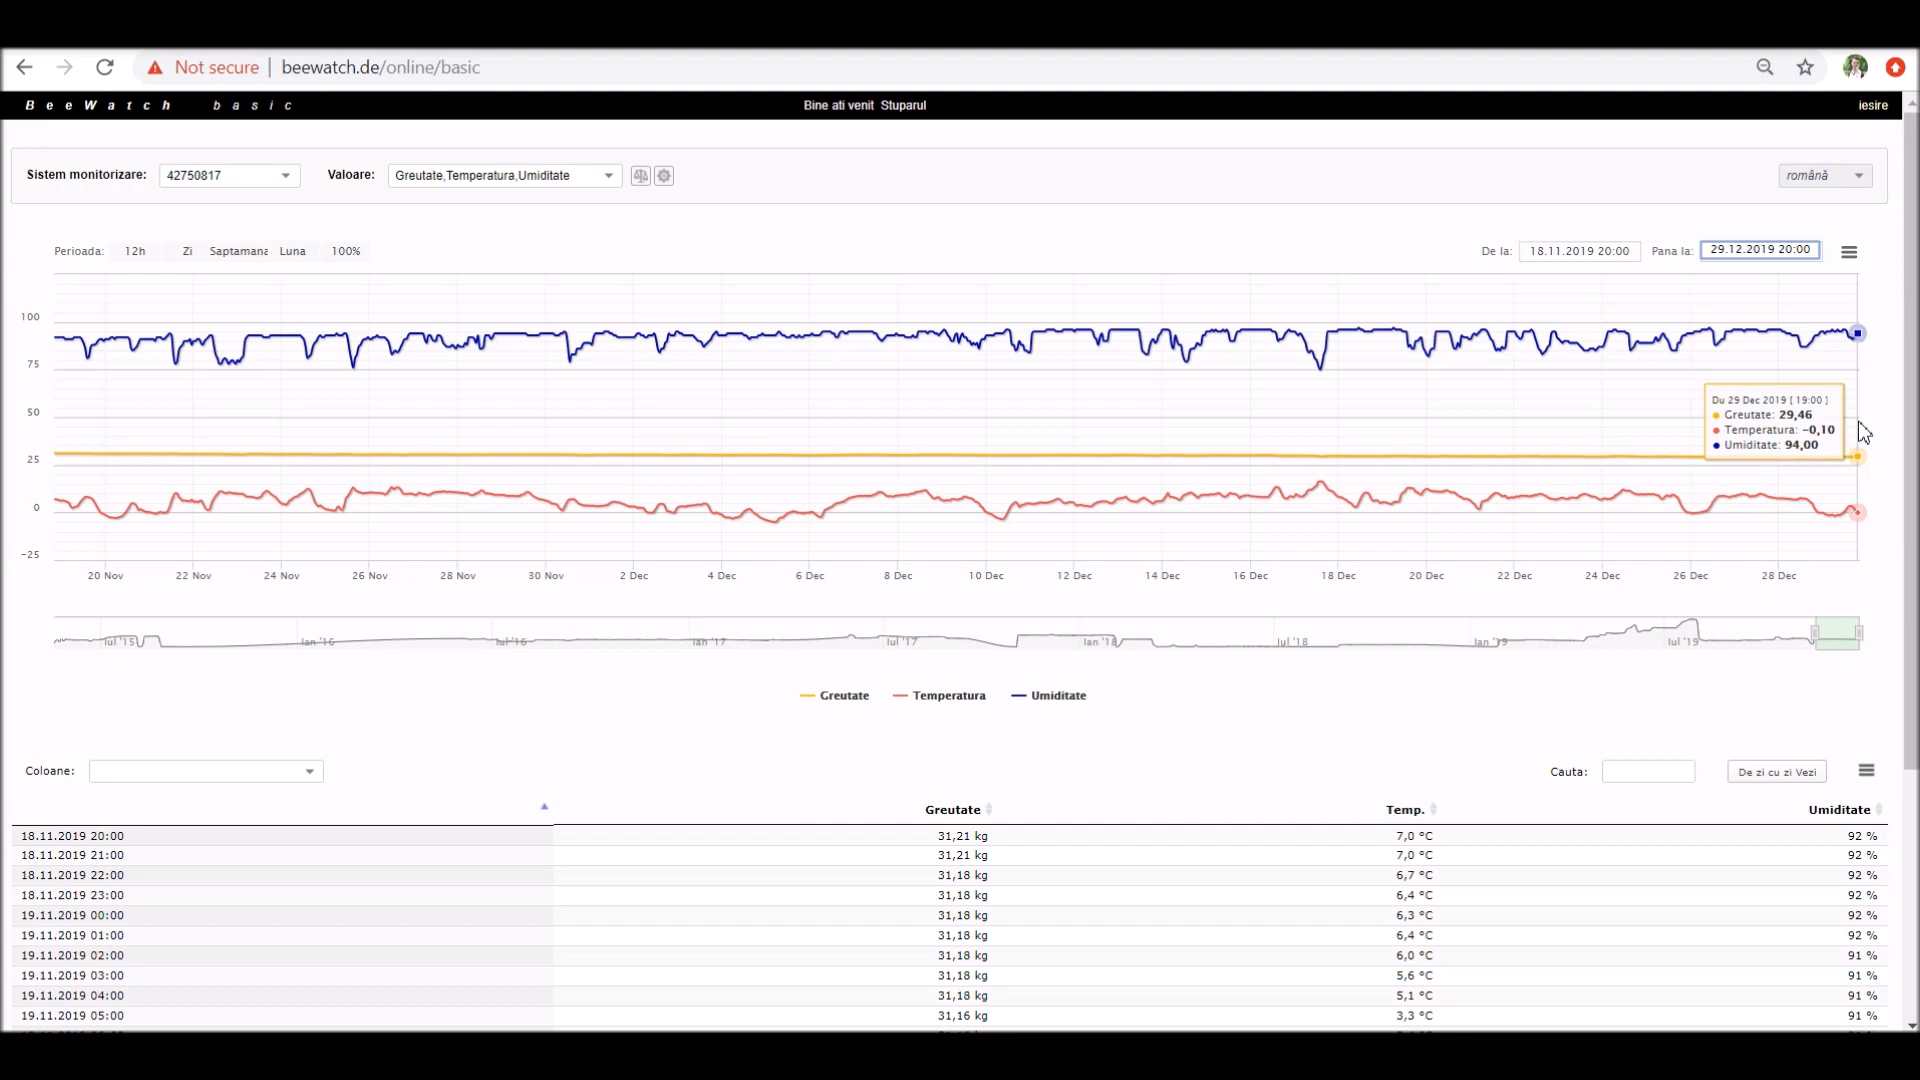 Not secure | beewatch.de/online/basic
BeeWatch basic Bine ati venit Stuparul iesire
Sistem monitorizare: 42750817 Valoare: Greutate,Temperatura,Umiditate română
Perioada: 12h Zi Saptamana Luna 100% De la: 18.11.2019 20:00 Pana la: 29.12.2019 20:00
100
75
50
25
0
−25
Du 29 Dec 2019 [ 19:00 ]
Greutate: 29,46
Temperatura: −0,10
Umiditate: 94,00
20 Nov 22 Nov 24 Nov 26 Nov 28 Nov 30 Nov 2 Dec 4 Dec 6 Dec 8 Dec 10 Dec 12 Dec 14 Dec 16 Dec 18 Dec 20 Dec 22 Dec 24 Dec 26 Dec 28 Dec
Iul '15 Ian '16 Iul '16 Ian '17 Iul '17 Ian '18 Iul '18 Ian '19 Iul '19
Greutate Temperatura Umiditate
Coloane: Cauta: De zi cu zi Vezi
Greutate Temp. Umiditate
18.11.2019 20:00 31,21 kg 7,0 °C 92 %
18.11.2019 21:00 31,21 kg 7,0 °C 92 %
18.11.2019 22:00 31,18 kg 6,7 °C 92 %
18.11.2019 23:00 31,18 kg 6,4 °C 92 %
19.11.2019 00:00 31,18 kg 6,3 °C 92 %
19.11.2019 01:00 31,18 kg 6,4 °C 92 %
19.11.2019 02:00 31,18 kg 6,0 °C 91 %
19.11.2019 03:00 31,18 kg 5,6 °C 91 %
19.11.2019 04:00 31,18 kg 5,1 °C 91 %
19.11.2019 05:00 31,16 kg 3,3 °C 91 %